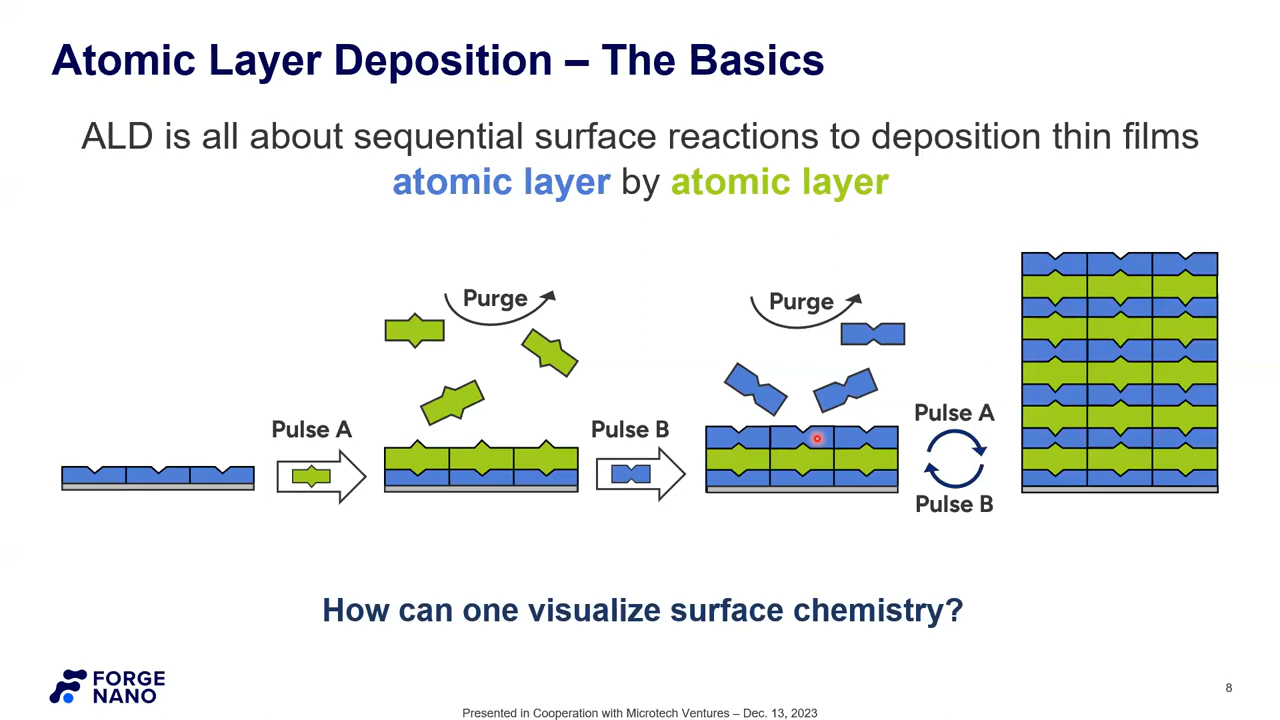 Atomic Layer Deposition – The Basics
ALD is all about sequential surface reactions to deposition thin films
atomic layer by atomic layer
Purge
Purge
Pulse A
Pulse B
Pulse A
Pulse B
How can one visualize surface chemistry?
FORGE
NANO
8
Presented in Cooperation with Microtech Ventures – Dec. 13, 2023